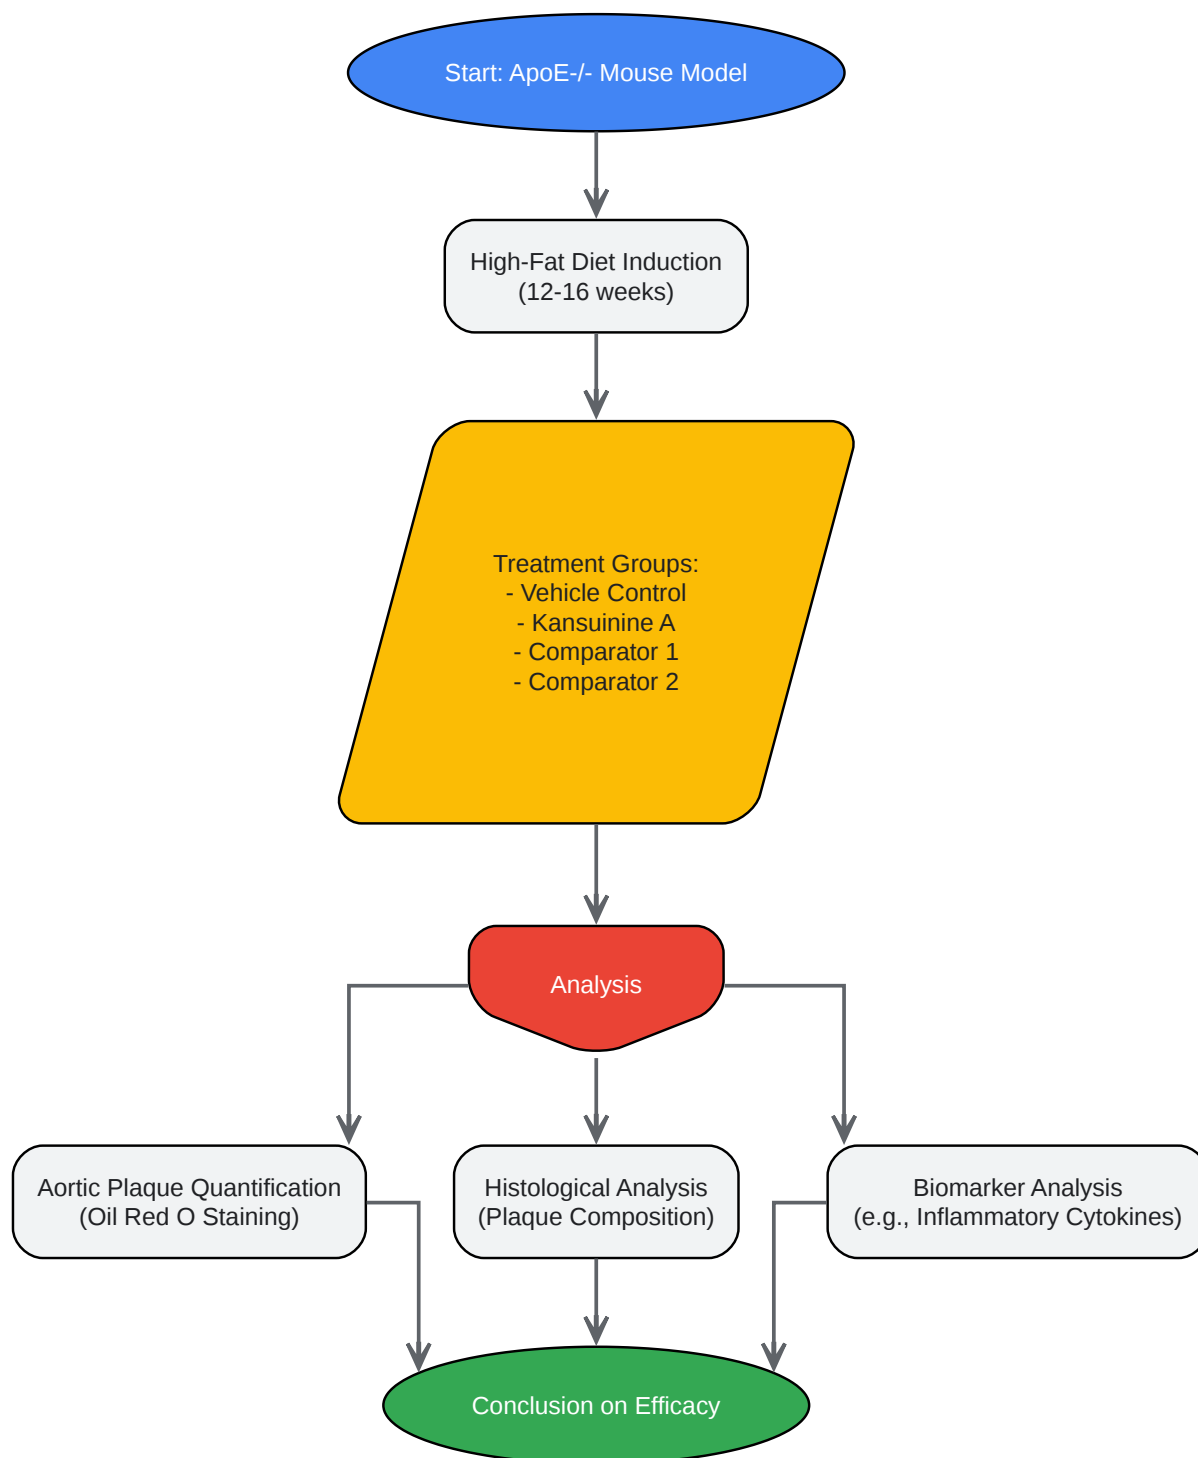 Start: ApoE-/- Mouse Model
High-Fat Diet Induction
(12-16 weeks)
Treatment Groups:
- Vehicle Control
- Kansuinine A
- Comparator 1
- Comparator 2
Analysis
Aortic Plaque Quantification
(Oil Red O Staining)
Histological Analysis
(Plaque Composition)
Biomarker Analysis
(e.g., Inflammatory Cytokines)
Conclusion on Efficacy